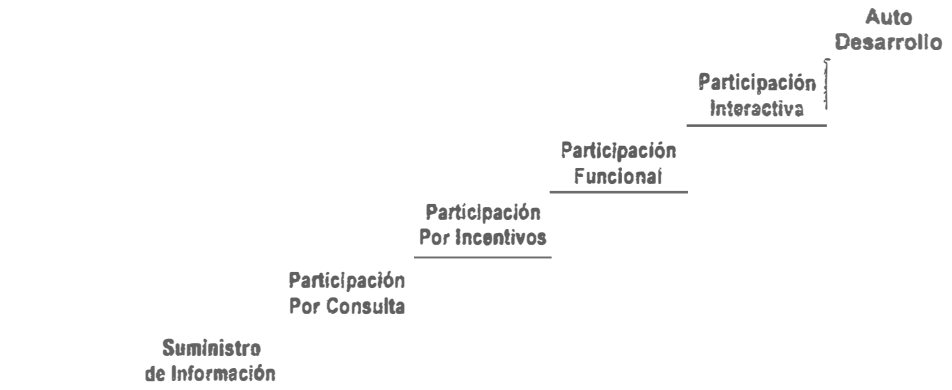 Auto
Desarrollo
Participación
Interactiva
Participación
Funcional
Participación
Por Incentivos
Participación
Por Consulta
Suministro
de Información